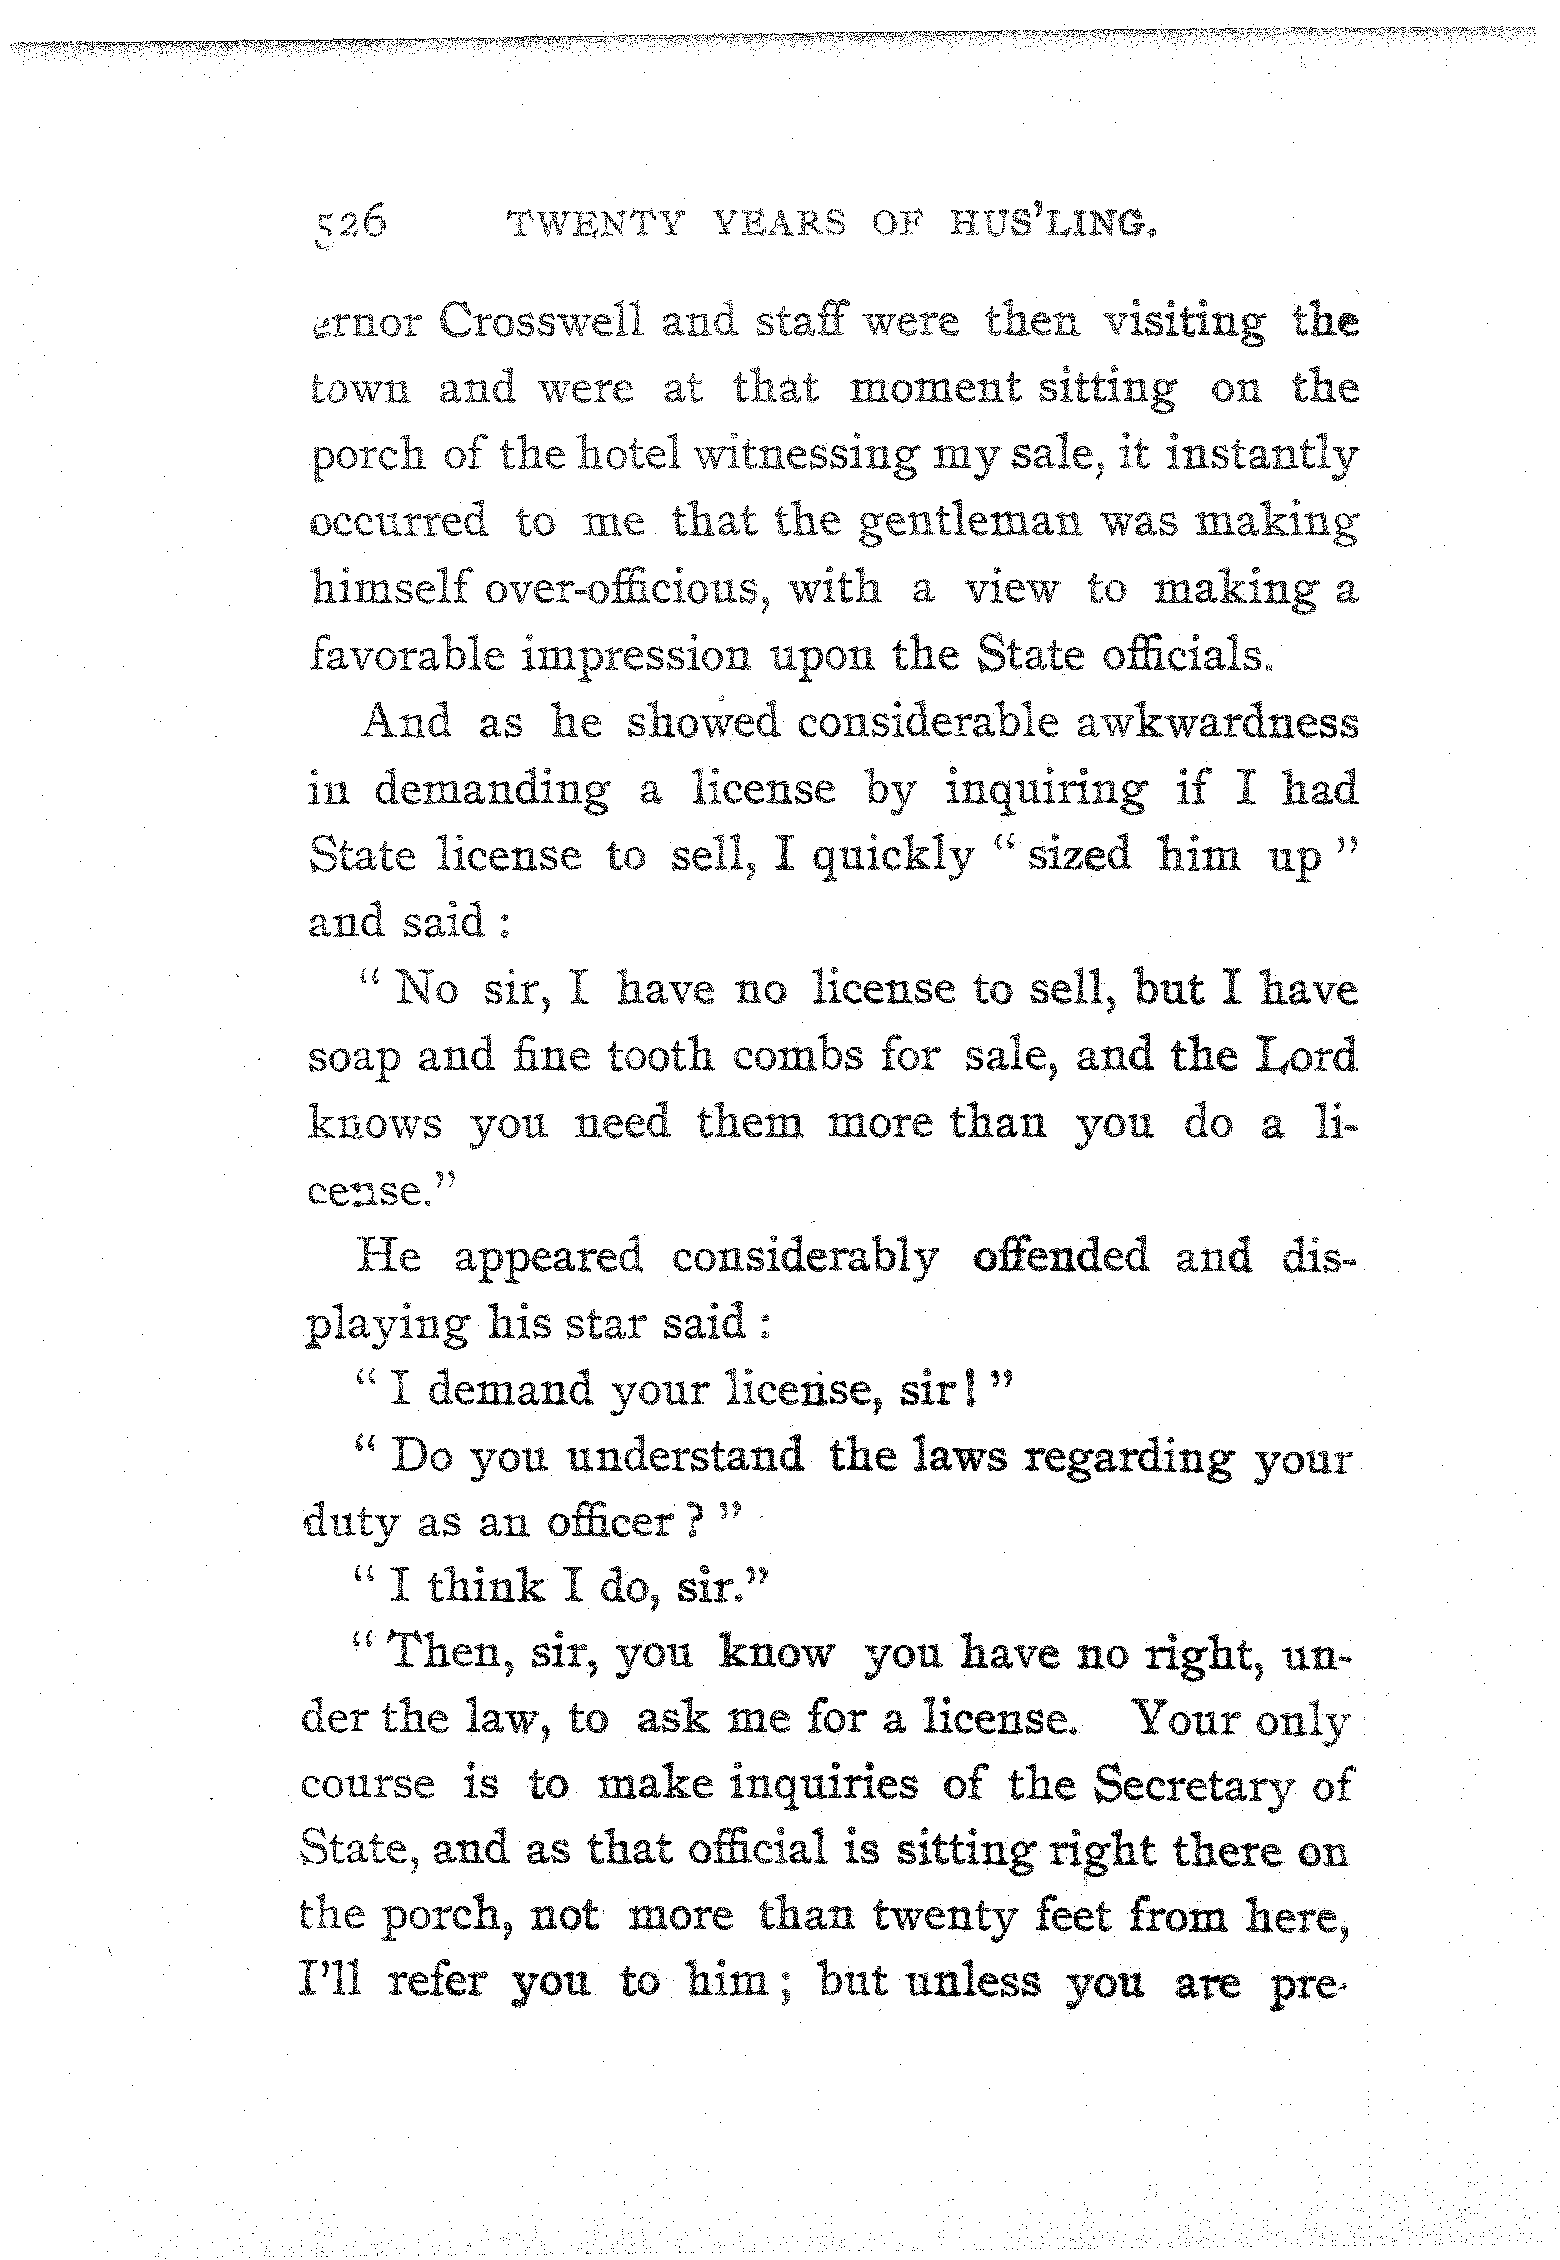 526 TWENTY YEARS OF HUS'LING.
ernor Crosswell and staff were then visiting the
town and were at that moment sitting on the
porch of the hotel witnessing my sale, it instantly
occurred to me that the gentleman was making
himself over-officious, with a view to making a
favorable impression upon the State officials.
And as he showed considerable awkwardness
in demanding a license by inquiring if I had
State license to sell, I quickly “ sized him up ”
and said :
“ No sir, I have no license to sell, but I have
soap and fine tooth combs for sale, and the Lord
knows you need them more than you do a li-
cense.”
He appeared considerably offended and dis-
playing his star said :
“ I demand your license, sir! ”
“ Do you understand the laws regarding your
duty as an officer ? ”
“ I think I do, sir.”
“ Then, sir, you know you have no right, un-
der the law, to ask me for a license. Your only
course is to make inquiries of the Secretary of
State, and as that official is sitting right there on
the porch, not more than twenty feet from here,
I'll refer you to him ; but unless you are pre-